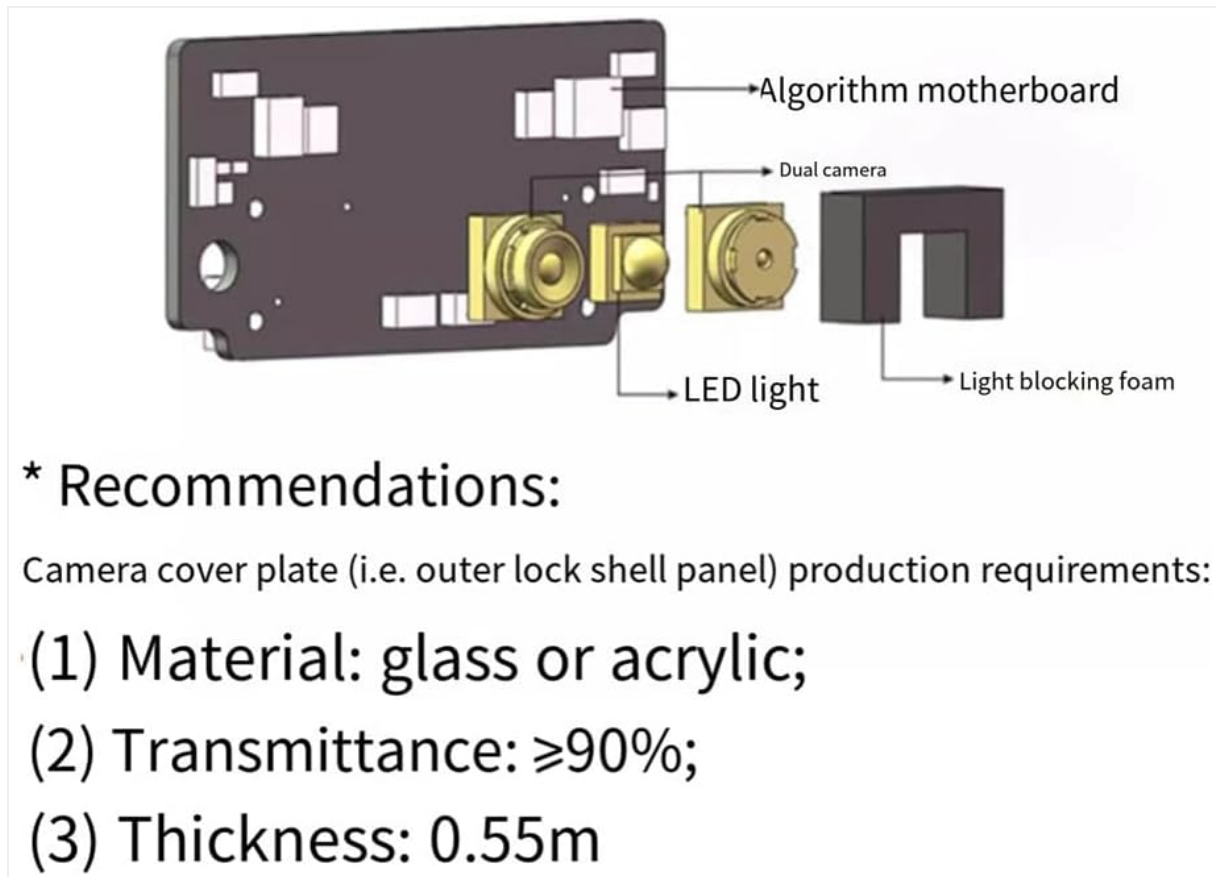 Algorithm motherboard
Dual camera
Light blocking foam
LED light
* Recommendations:
Camera cover plate (i.e. outer lock shell panel) production requirements:
(1) Material: glass or acrylic;
(2) Transmittance: ≥90%;
(3) Thickness: 0.55m